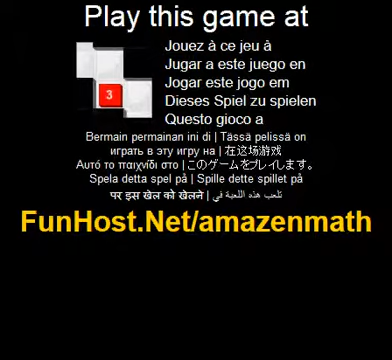 Play this game at
Jouez à ce jeu à
Jugar a este juego en
Jogar este jogo em
Dieses Spiel zu spielen
Questo gioco a
3
Bermain permainan ini di | Tässä pelissä on
играть в эту игру на | 在这场游戏
Αυτό το παιχνίδι στο | このゲームをプレイします。
Spela detta spel på | Spille dette spillet på
पर इस खेल को खेलने | تلعب هذه اللعبة في
FunHost.Net/amazenmath